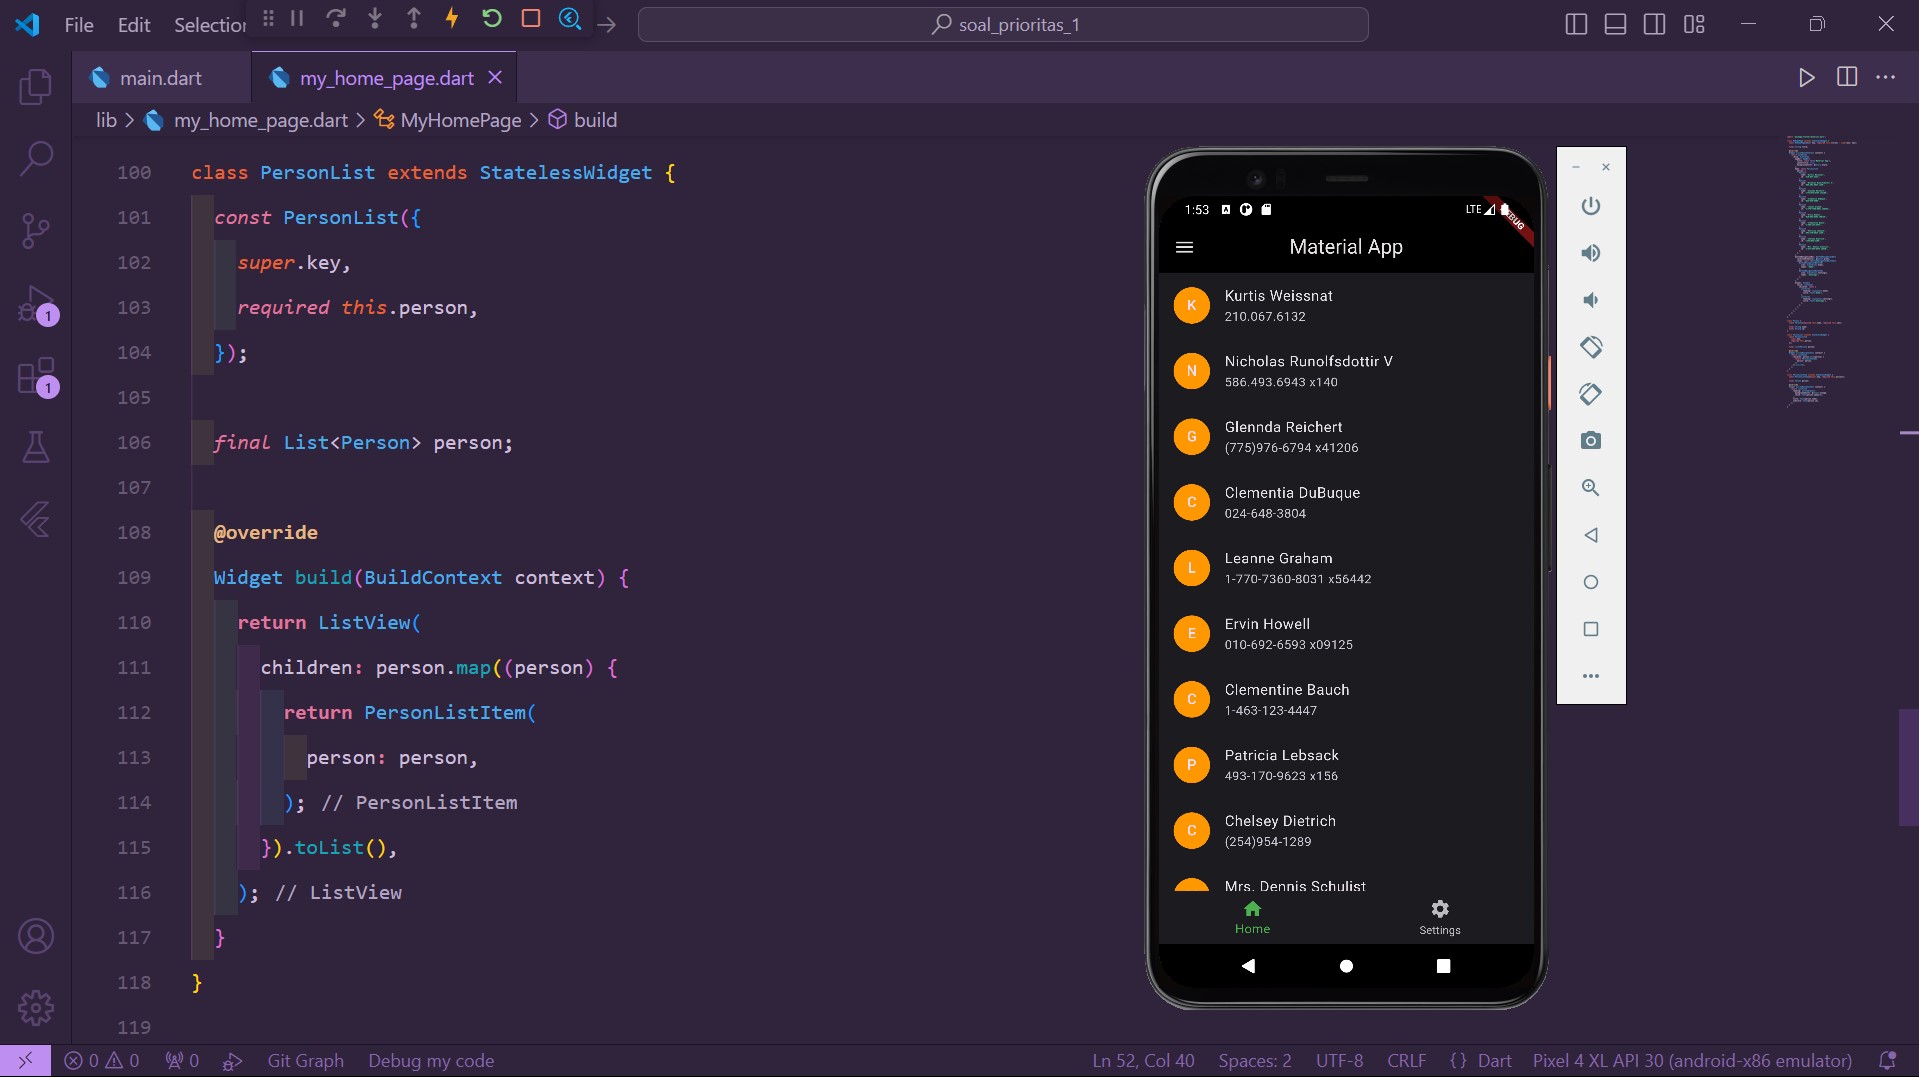 File Edit Selection
soal_prioritas_1
main.dart
my_home_page.dart
lib > my_home_page.dart > MyHomePage > build
100 class PersonList extends StatelessWidget {
101 const PersonList({
102 super.key,
103 required this.person,
104 });
105
106 final List<Person> person;
107
108 @override
109 Widget build(BuildContext context) {
110 return ListView(
111 children: person.map((person) {
112 return PersonListItem(
113 person: person,
114 ); // PersonListItem
115 }).toList(),
116 ); // ListView
117 }
118 }
119
1
1
1:53
LTE
Material App
K
Kurtis Weissnat
210.067.6132
N
Nicholas Runolfsdottir V
586.493.6943 x140
G
Glennda Reichert
(775)976-6794 x41206
C
Clementia DuBuque
024-648-3804
L
Leanne Graham
1-770-7360-8031 x56442
E
Ervin Howell
010-692-6593 x09125
C
Clementine Bauch
1-463-123-4447
P
Patricia Lebsack
493-170-9623 x156
C
Chelsey Dietrich
(254)954-1289
Mrs. Dennis Schulist
Home
Settings
0 0 0 Git Graph Debug my code
Ln 52, Col 40 Spaces: 2 UTF-8 CRLF {} Dart Pixel 4 XL API 30 (android-x86 emulator)